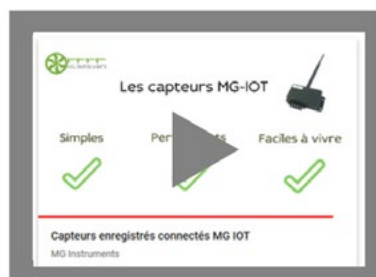 Les capteurs MG-IOT
Simples
Faciles à vivre
Capteurs enregistrés connectés MG IOT
MG Instruments